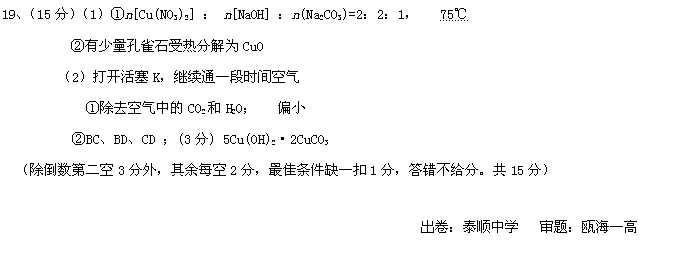 19、(15分)(1) ①n[Cu(NO₃)₂] : n[NaOH] : n(Na₂CO₃)=2: 2: 1， 75℃
②有少量孔雀石受热分解为CuO
(2) 打开活塞K，继续通一段时间空气
①除去空气中的CO₂和H₂O； 偏小
②BC、BD、CD ；(3分) 5Cu(OH)₂·2CuCO₃
(除倒数第二空3分外，其余每空2分，最佳条件缺一扣1分，答错不给分。共15分)
出卷：泰顺中学 审题：瓯海一高